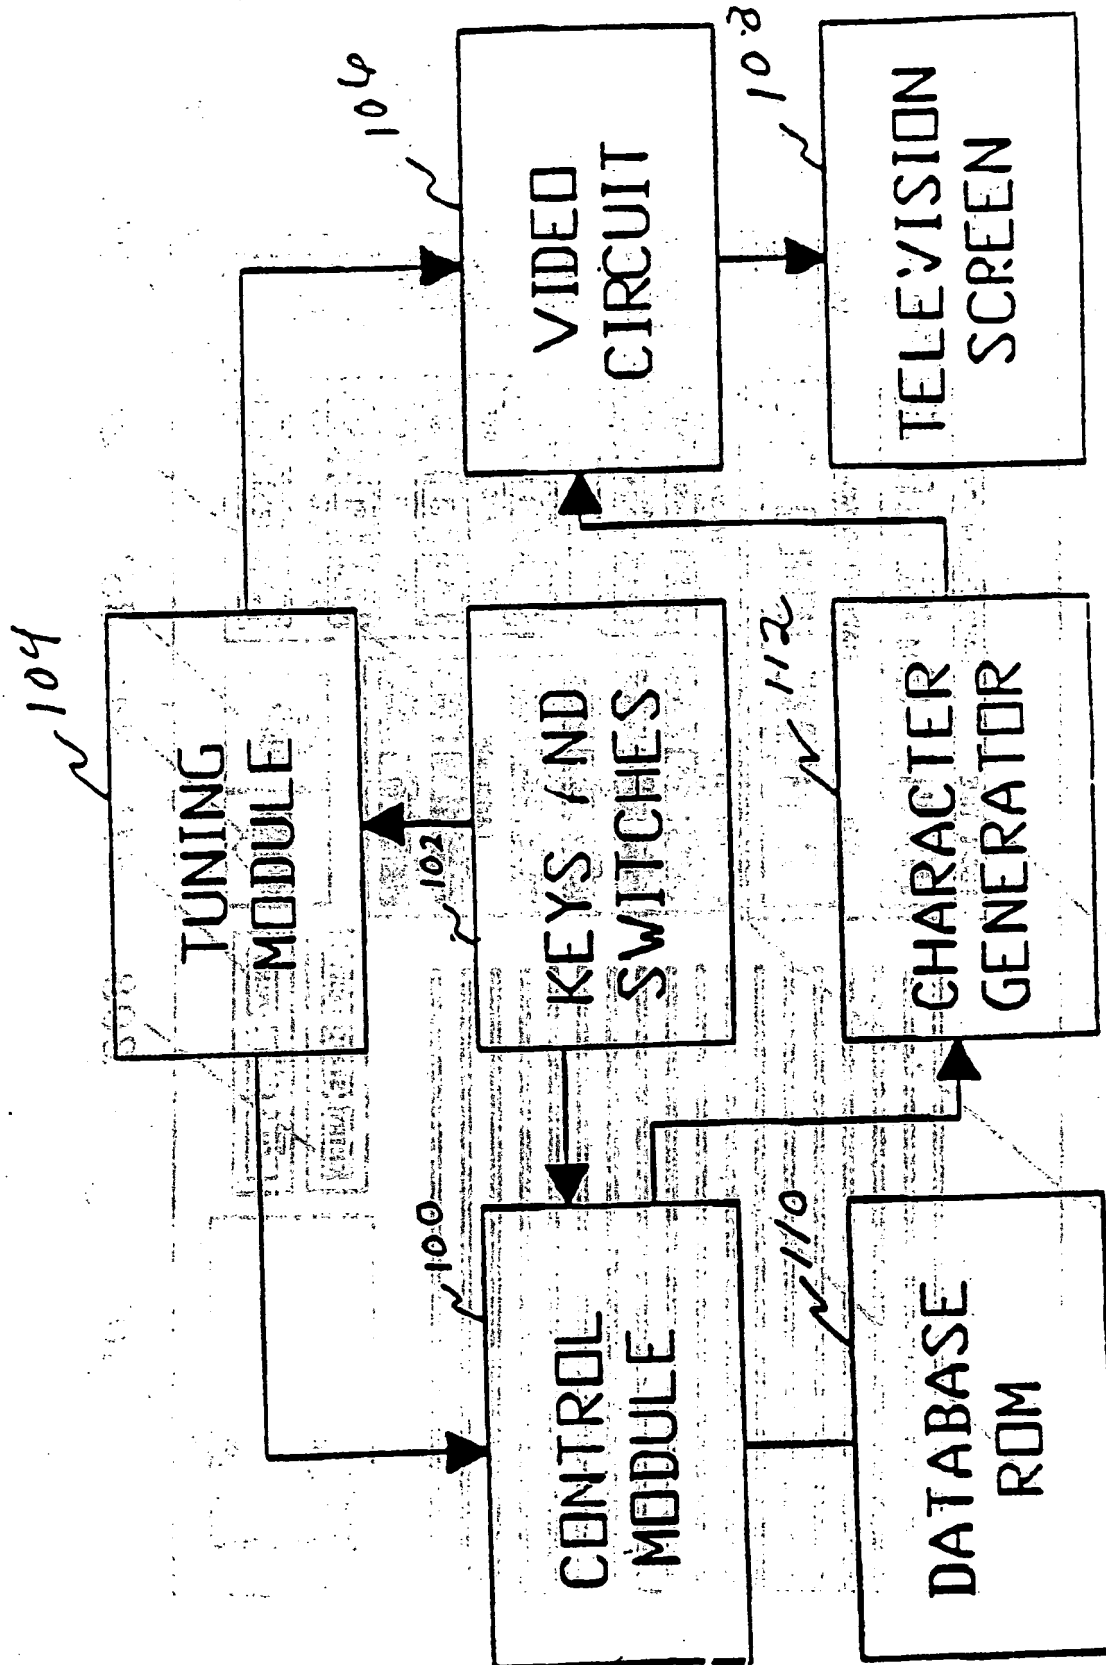 104
TUNING
MODULE
106
VIDEO
CIRCUIT
102
KEYS AND
SWITCHES
100
CONTROL
MODULE
108
TELEVISION
SCREEN
112
CHARACTER
GENERATOR
110
DATABASE
ROM